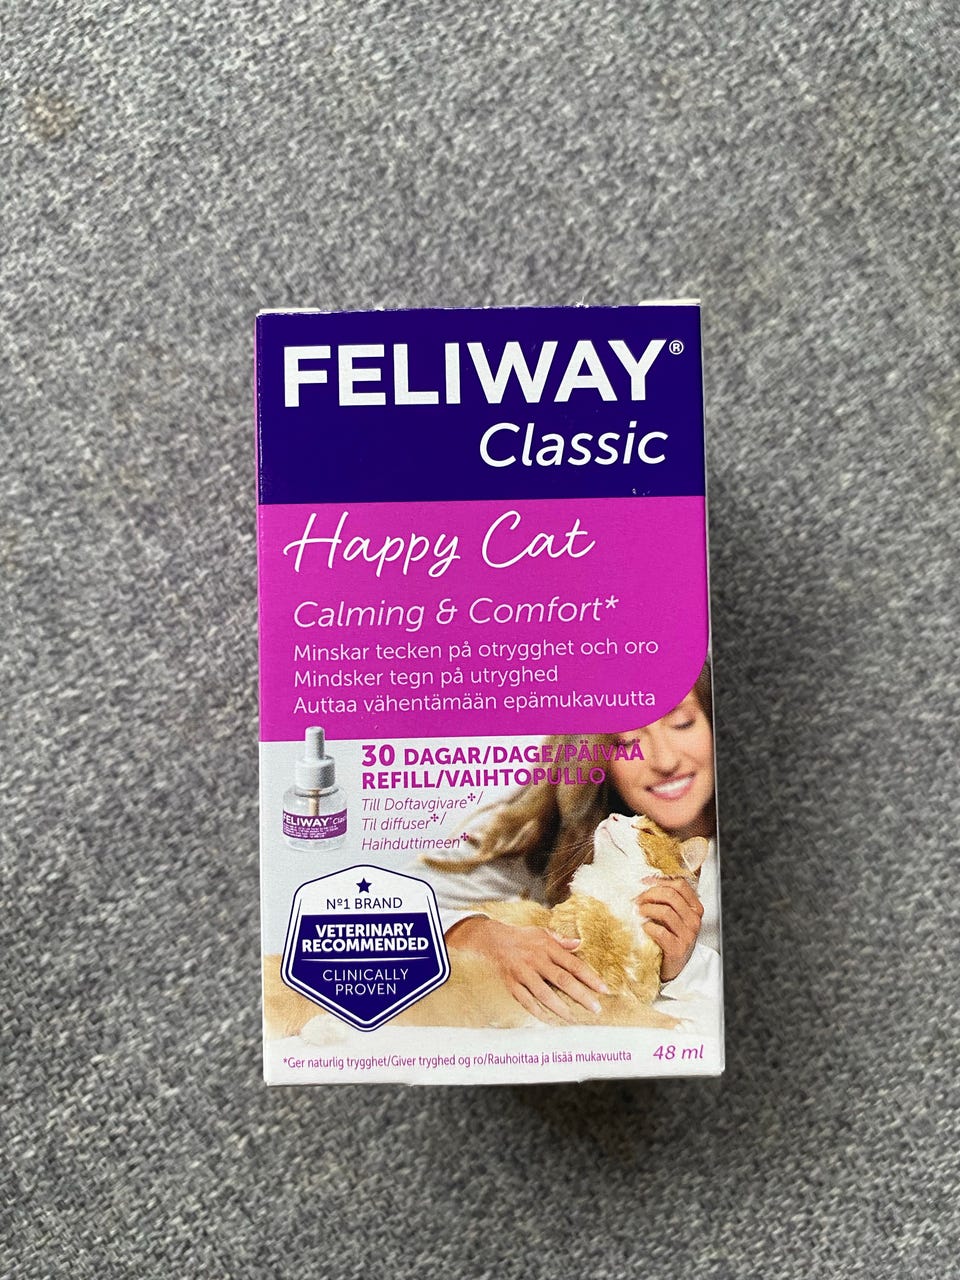 FELIWAY®
Classic
Happy Cat
Calming & Comfort*
Minskar tecken på otrygghet och oro
Mindsker tegn på utryghed
Auttaa vähentämään epämukavuutta
30 DAGAR/DAGE/PÄIVÄÄ
REFILL/VAIHTOPULLO
Till Doftavgivare✣/
Til diffuser✣/
Haihduttimeen✣
FELIWAY® Clas
Nº1 BRAND
VETERINARY
RECOMMENDED
CLINICALLY
PROVEN
*Ger naturlig trygghet/Giver tryghed og ro/Rauhoittaa ja lisää mukavuutta
48 ml